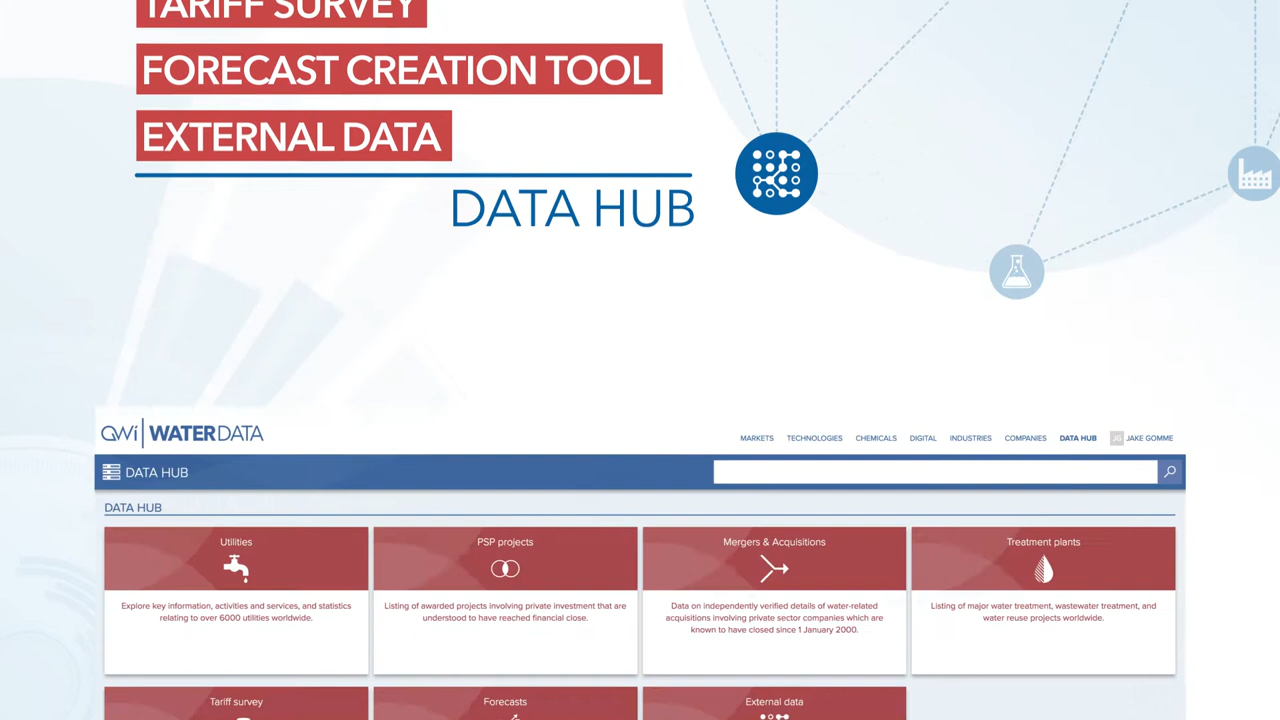 TARIFF SURVEY
FORECAST CREATION TOOL
EXTERNAL DATA
DATA HUB
GWI WATERDATA
MARKETS TECHNOLOGIES CHEMICALS DIGITAL INDUSTRIES COMPANIES DATA HUB JG JAKE GOMME
DATA HUB
DATA HUB
Utilities
Explore key information, activities and services, and statistics
relating to over 6000 utilities worldwide.
PSP projects
Listing of awarded projects involving private investment that are
understood to have reached financial close.
Mergers & Acquisitions
Data on independently verified details of water-related
acquisitions involving private sector companies which are
known to have closed since 1 January 2000.
Treatment plants
Listing of major water treatment, wastewater treatment, and
water reuse projects worldwide.
Tariff survey
Forecasts
External data